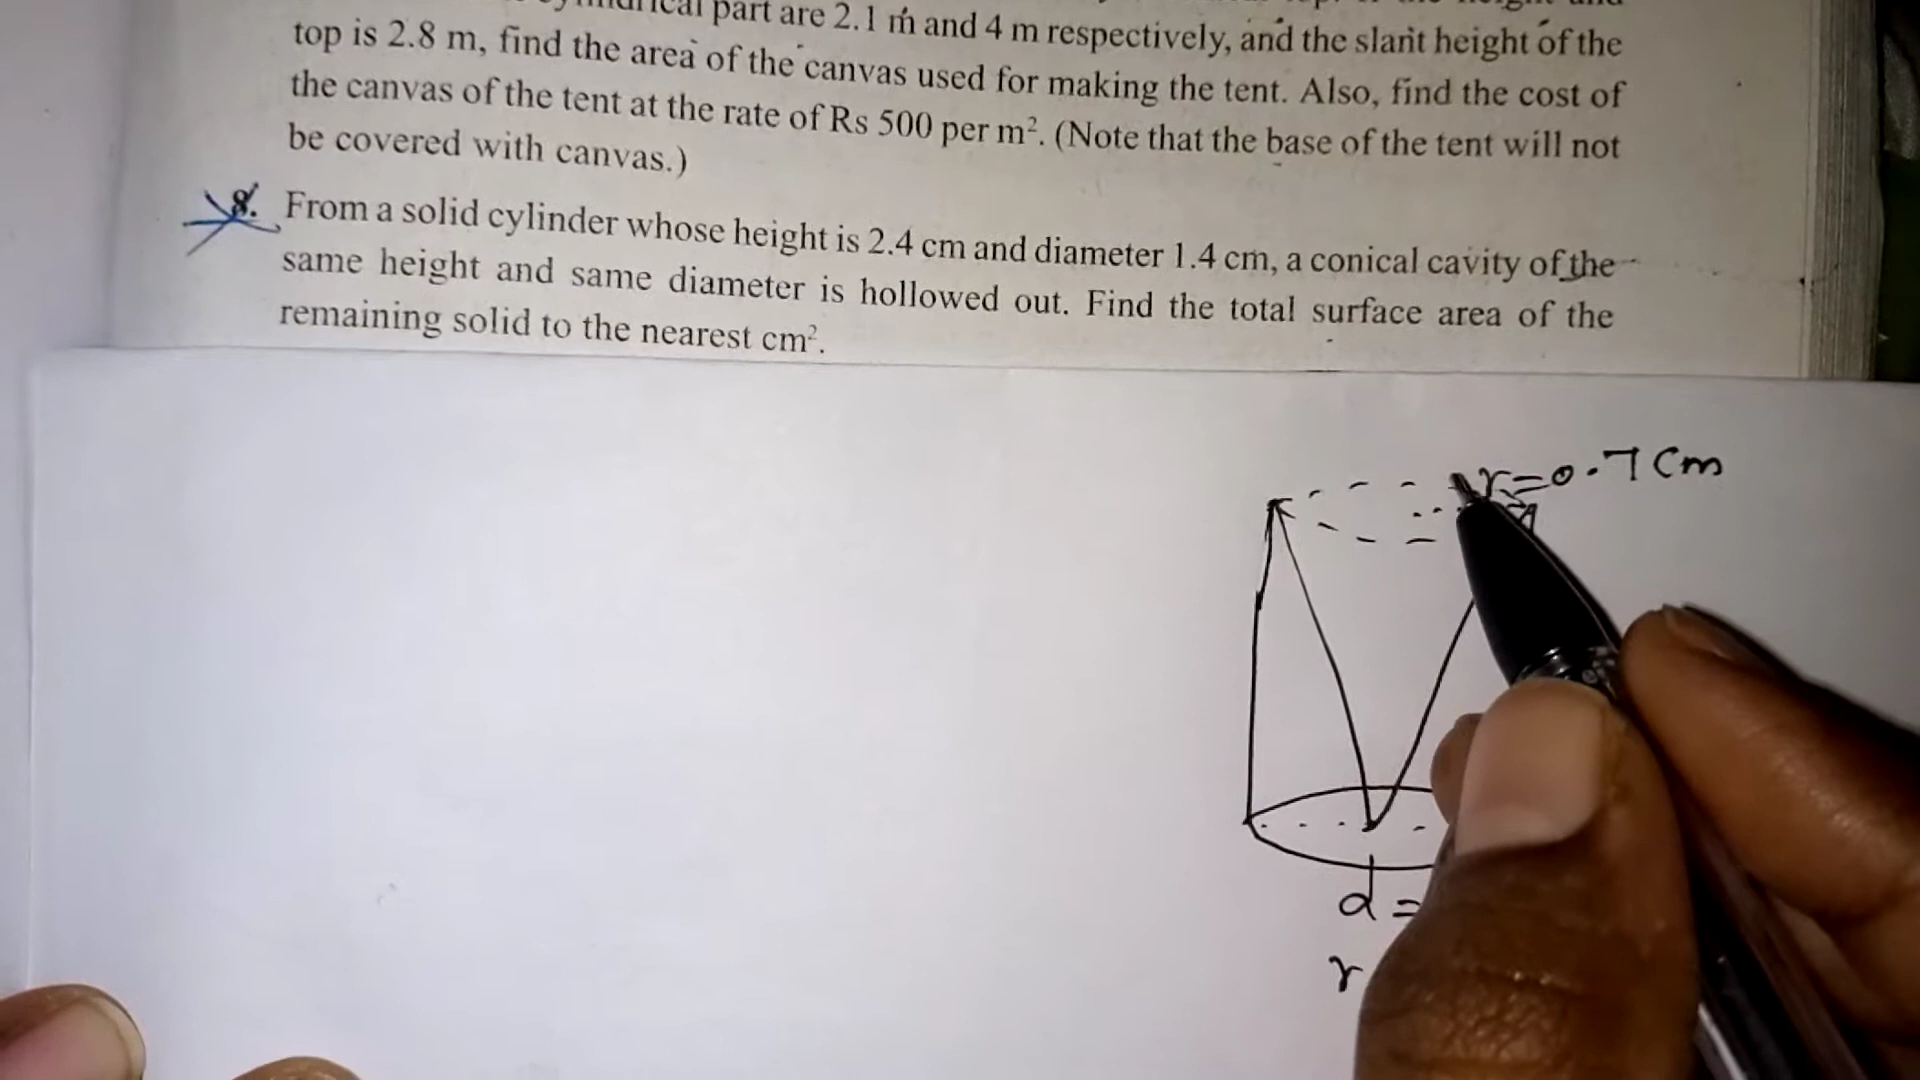 part are 2.1 m and 4 m respectively, and the slant height of the
top is 2.8 m, find the area of the canvas used for making the tent. Also, find the cost of
the canvas of the tent at the rate of Rs 500 per m². (Note that the base of the tent will not
be covered with canvas.)
8. From a solid cylinder whose height is 2.4 cm and diameter 1.4 cm, a conical cavity of the
same height and same diameter is hollowed out. Find the total surface area of the
remaining solid to the nearest cm².
r=0.7 cm
d =
r